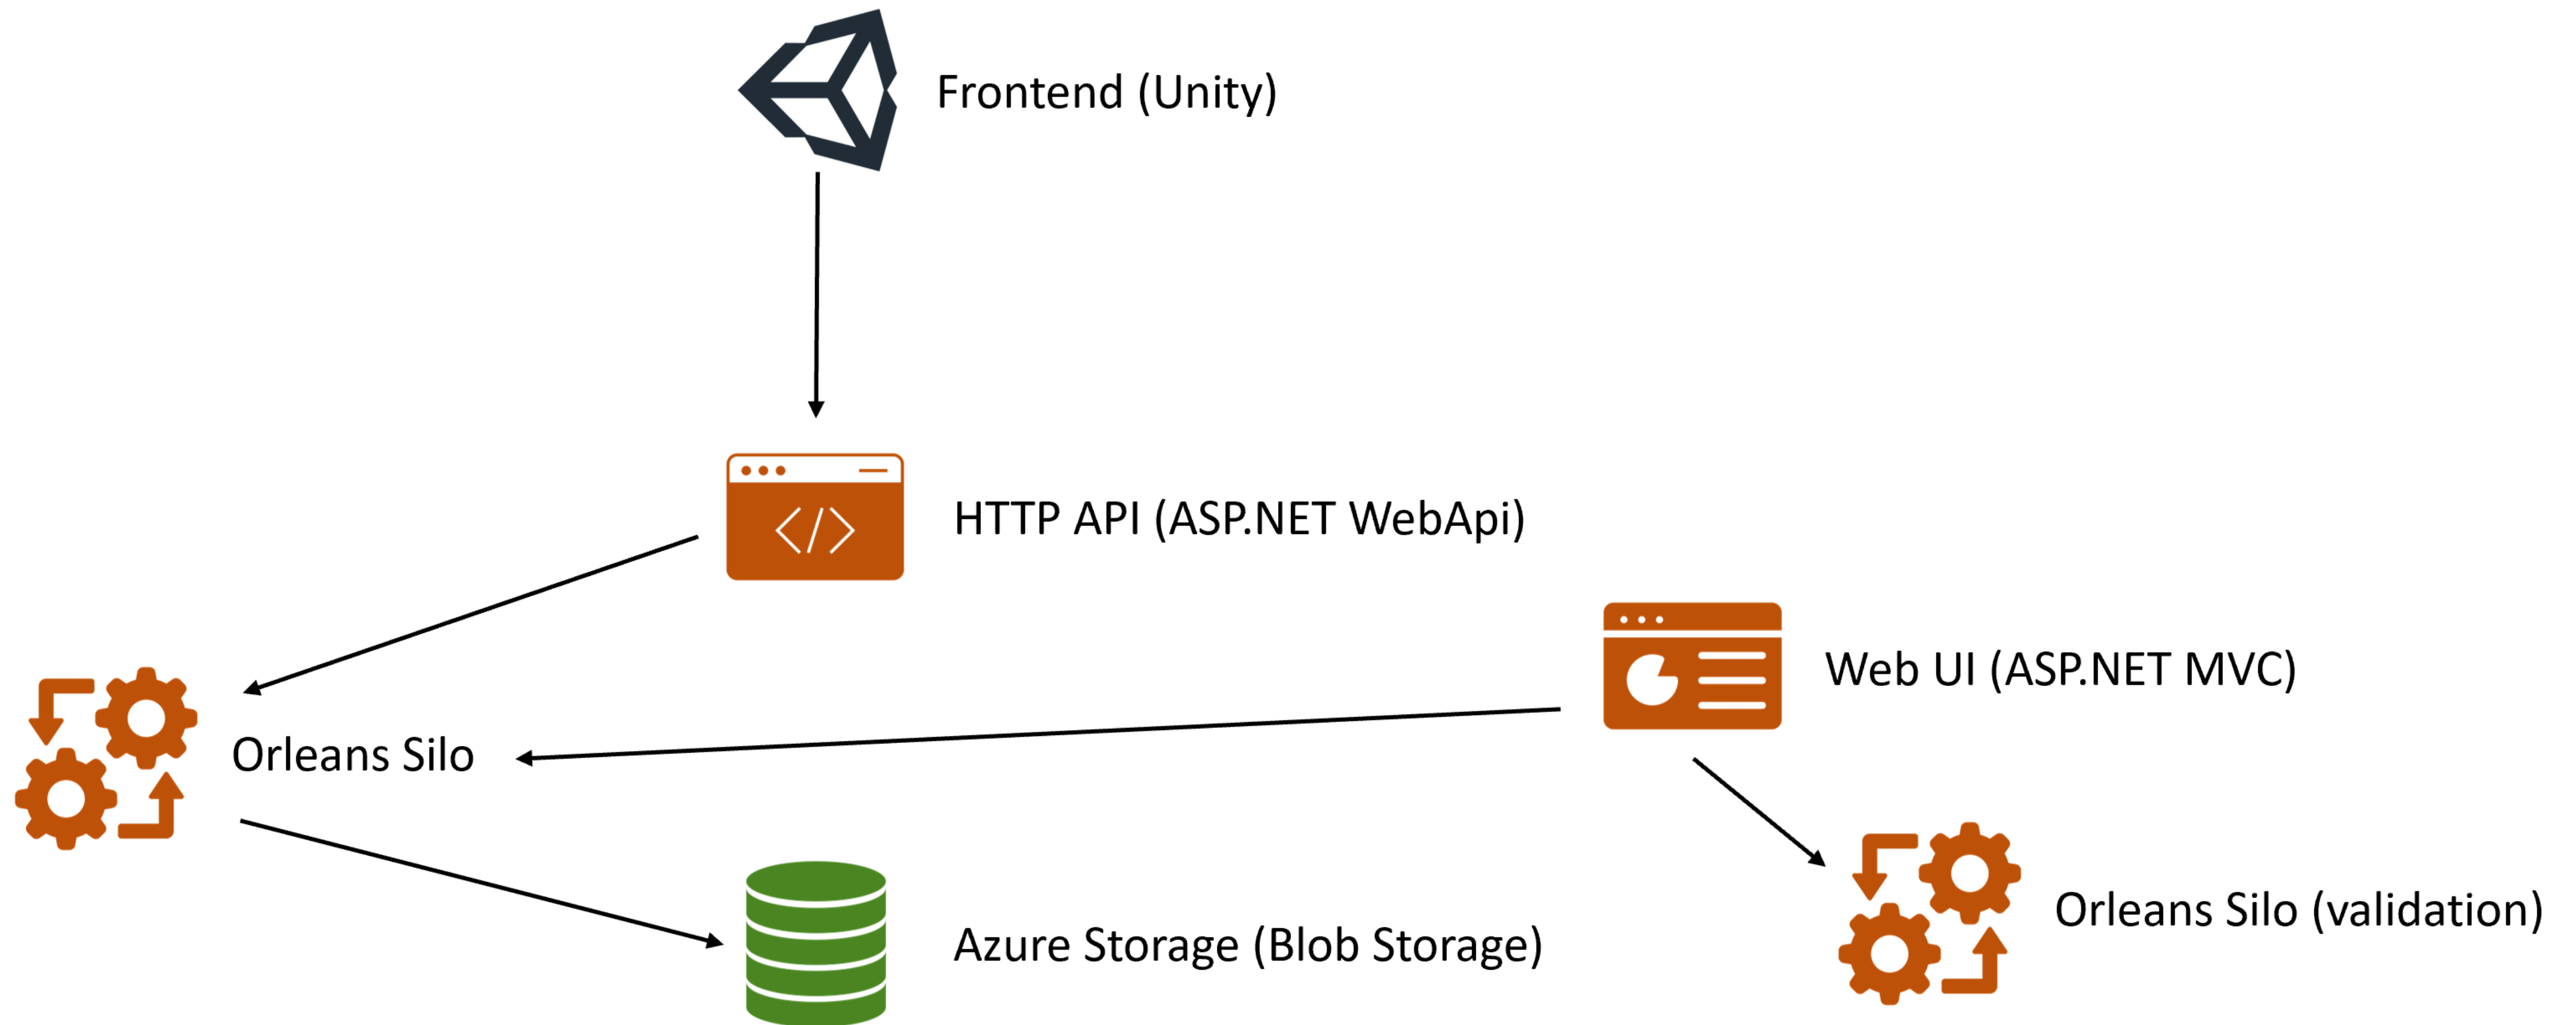 Frontend (Unity)
HTTP API (ASP.NET WebApi)
Web UI (ASP.NET MVC)
Orleans Silo
Orleans Silo (validation)
Azure Storage (Blob Storage)